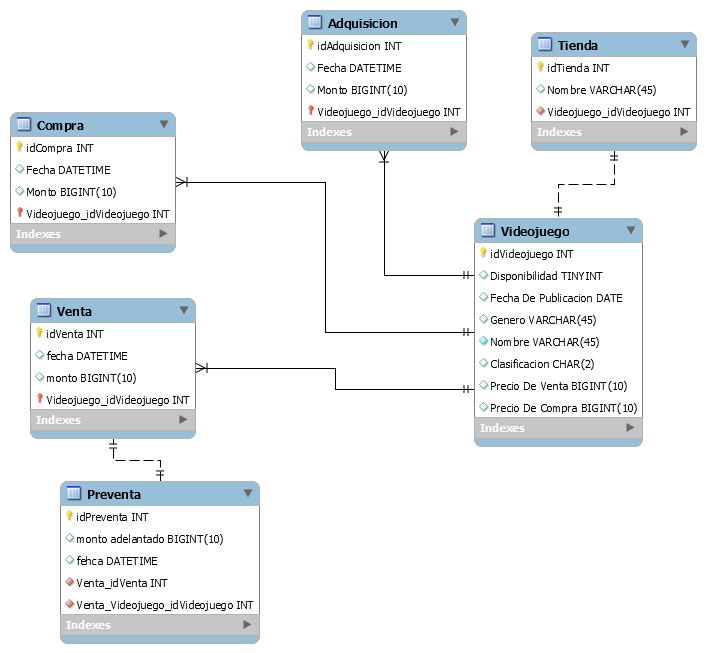 Adquisicion
idAdquisicion INT
Fecha DATETIME
Monto BIGINT(10)
Videojuego_idVideojuego INT
Indexes
Tienda
idTienda INT
Nombre VARCHAR(45)
Videojuego_idVideojuego INT
Indexes
Compra
idCompra INT
Fecha DATETIME
Monto BIGINT(10)
Videojuego_idVideojuego INT
Indexes
Videojuego
idVideojuego INT
Disponibilidad TINYINT
Fecha De Publicacion DATE
Genero VARCHAR(45)
Nombre VARCHAR(45)
Clasificacion CHAR(2)
Precio De Venta BIGINT(10)
Precio De Compra BIGINT(10)
Indexes
Venta
idVenta INT
fecha DATETIME
monto BIGINT(10)
Videojuego_idVideojuego INT
Indexes
Preventa
idPreventa INT
monto adelantado BIGINT(10)
fehca DATETIME
Venta_idVenta INT
Venta_Videojuego_idVideojuego INT
Indexes